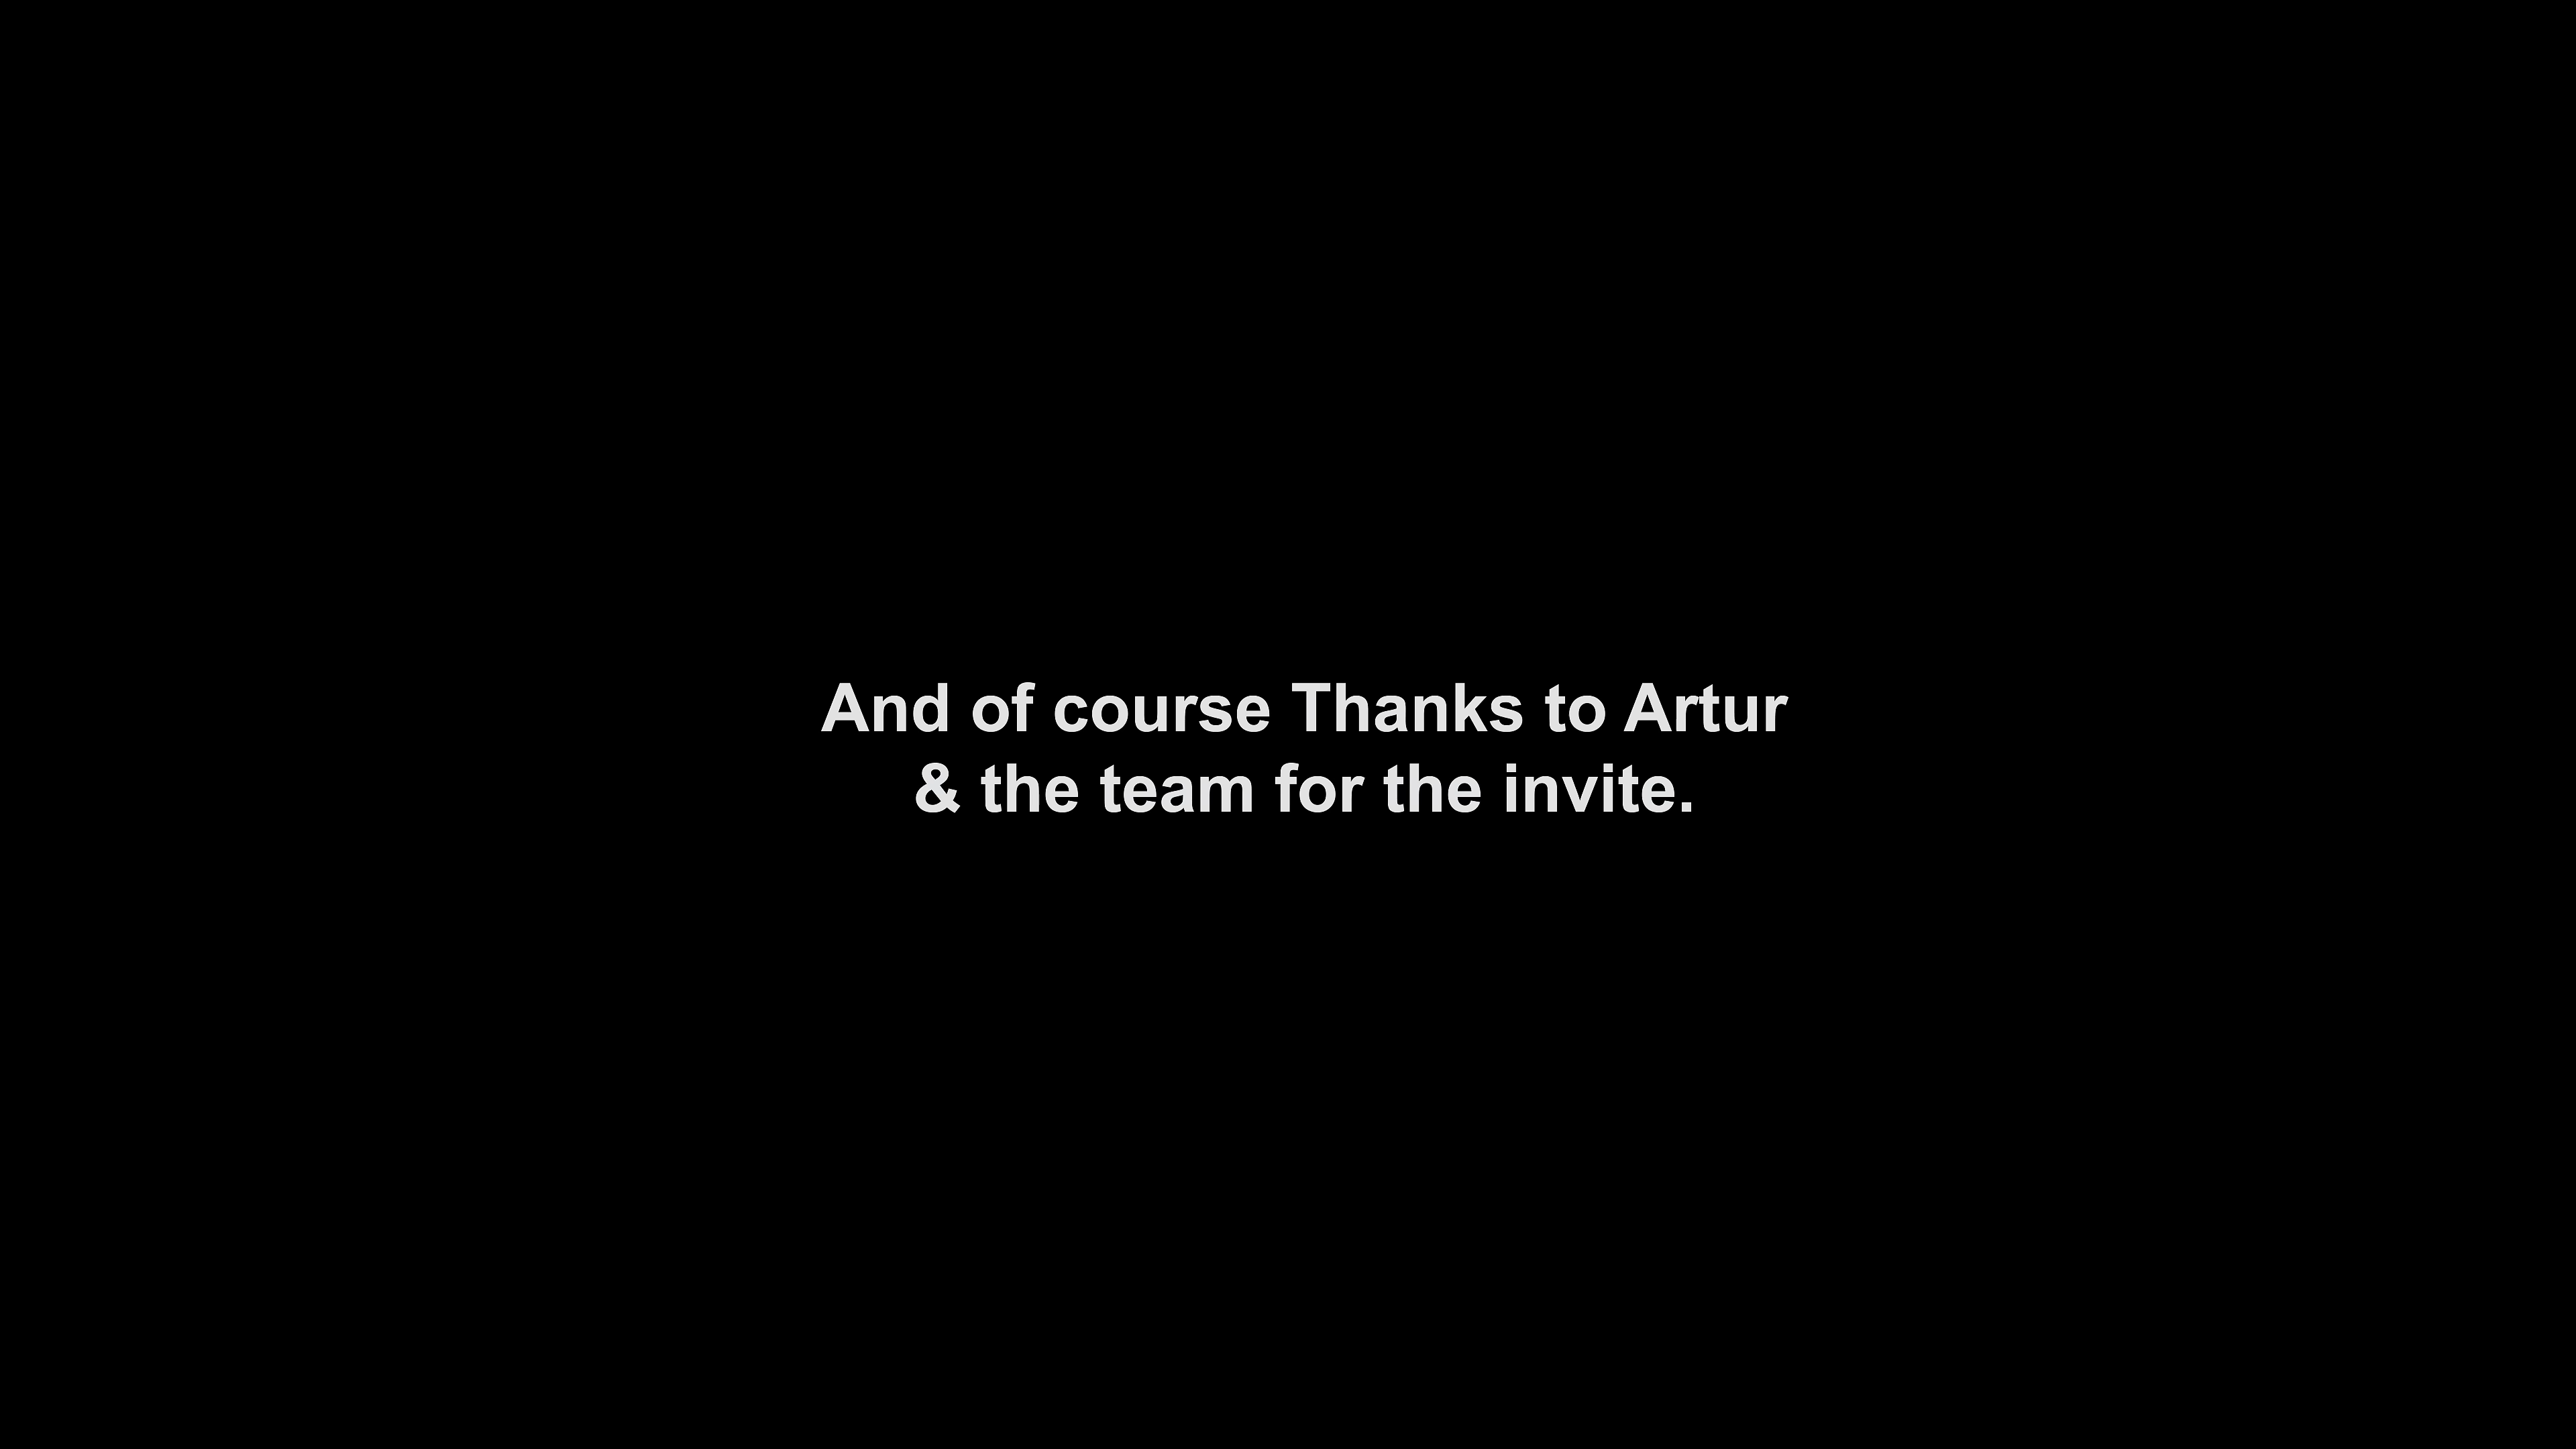 And of course Thanks to Artur
& the team for the invite.